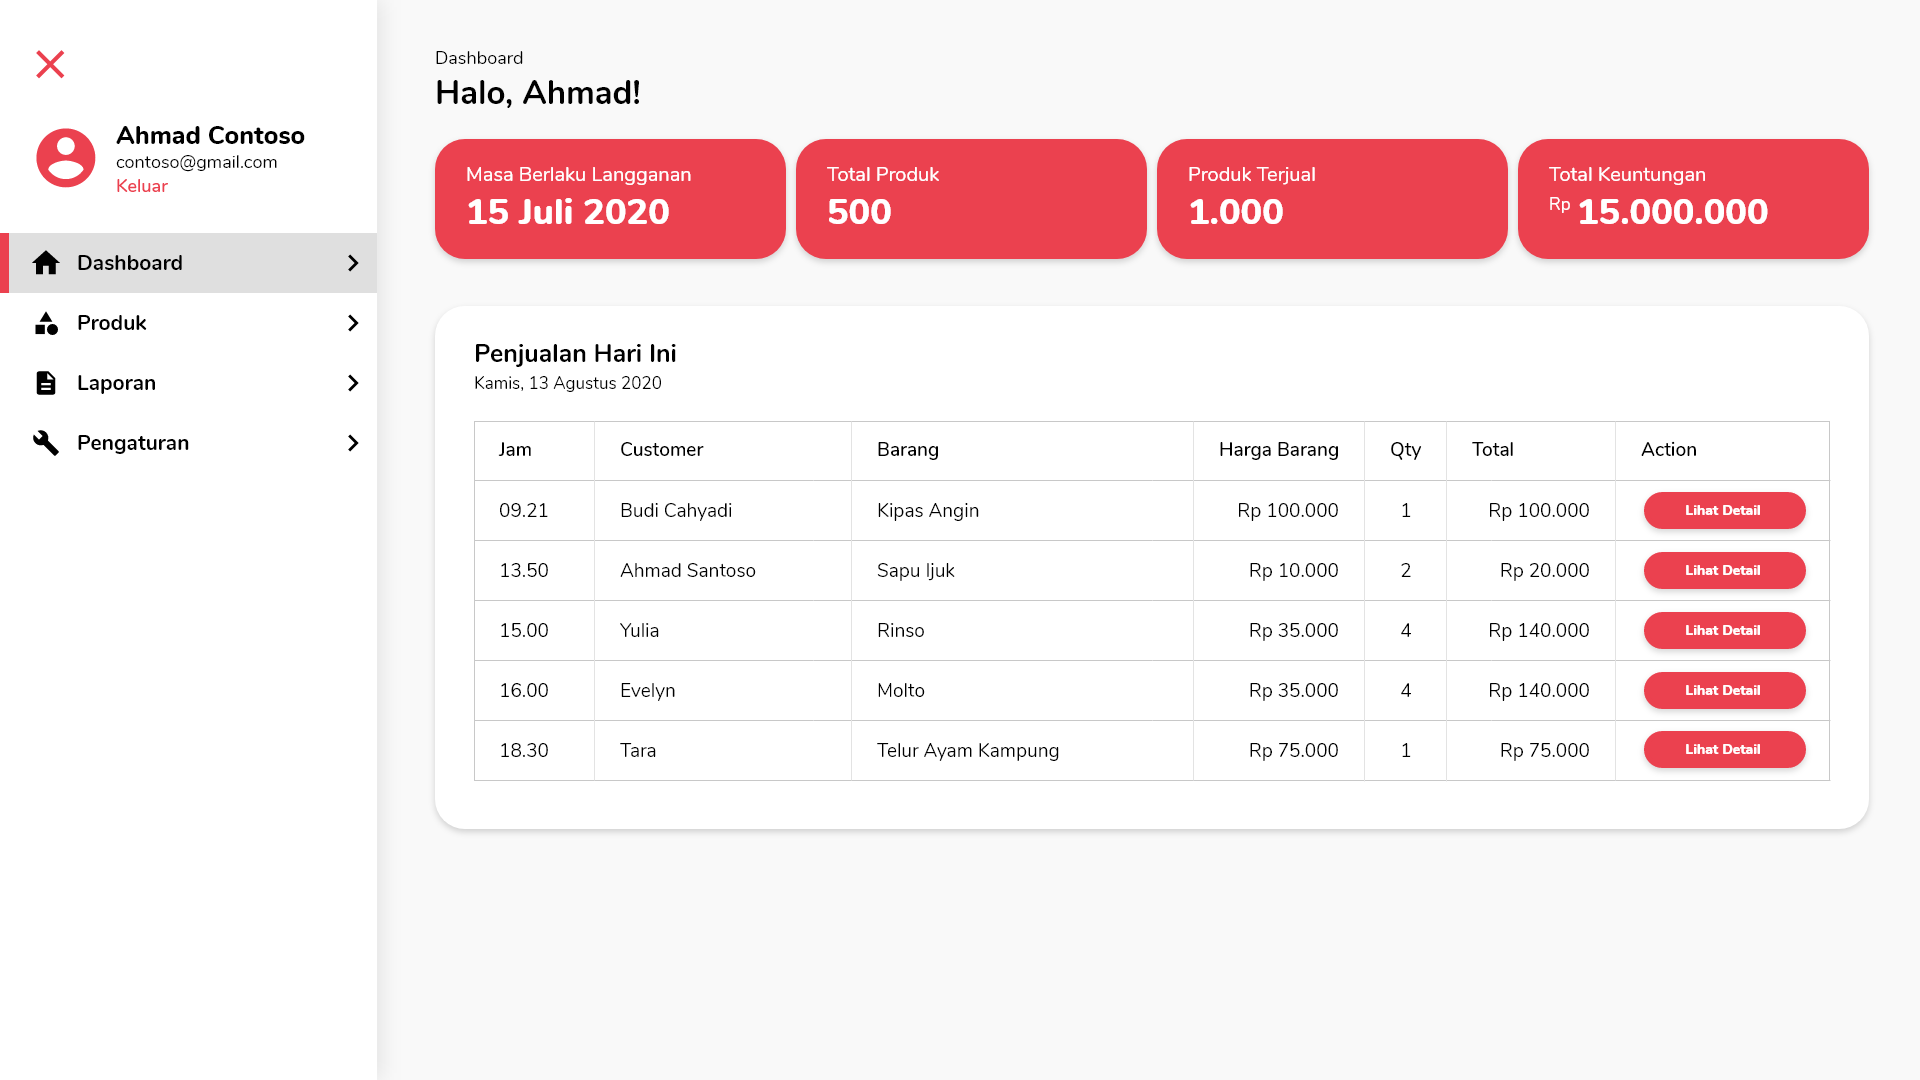 Ahmad Contoso
contoso@gmail.com
Keluar
Dashboard
Produk
Laporan
Pengaturan
Dashboard
Halo, Ahmad!
Masa Berlaku Langganan
15 Juli 2020
Total Produk
500
Produk Terjual
1.000
Total Keuntungan
Rp 15.000.000
Penjualan Hari Ini
Kamis, 13 Agustus 2020
Jam Customer Barang Harga Barang Qty Total Action
09.21 Budi Cahyadi Kipas Angin Rp 100.000 1 Rp 100.000 Lihat Detail
13.50 Ahmad Santoso Sapu Ijuk Rp 10.000 2 Rp 20.000 Lihat Detail
15.00 Yulia Rinso Rp 35.000 4 Rp 140.000 Lihat Detail
16.00 Evelyn Molto Rp 35.000 4 Rp 140.000 Lihat Detail
18.30 Tara Telur Ayam Kampung Rp 75.000 1 Rp 75.000 Lihat Detail